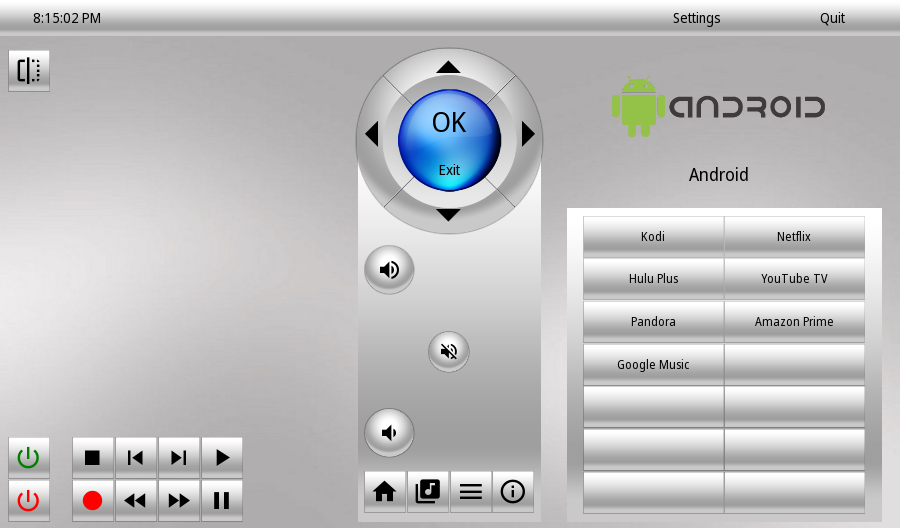 8:15:02 PM
Settings
Quit
OK
Exit
ANDROID
Android
Kodi
Netflix
Hulu Plus
YouTube TV
Pandora
Amazon Prime
Google Music